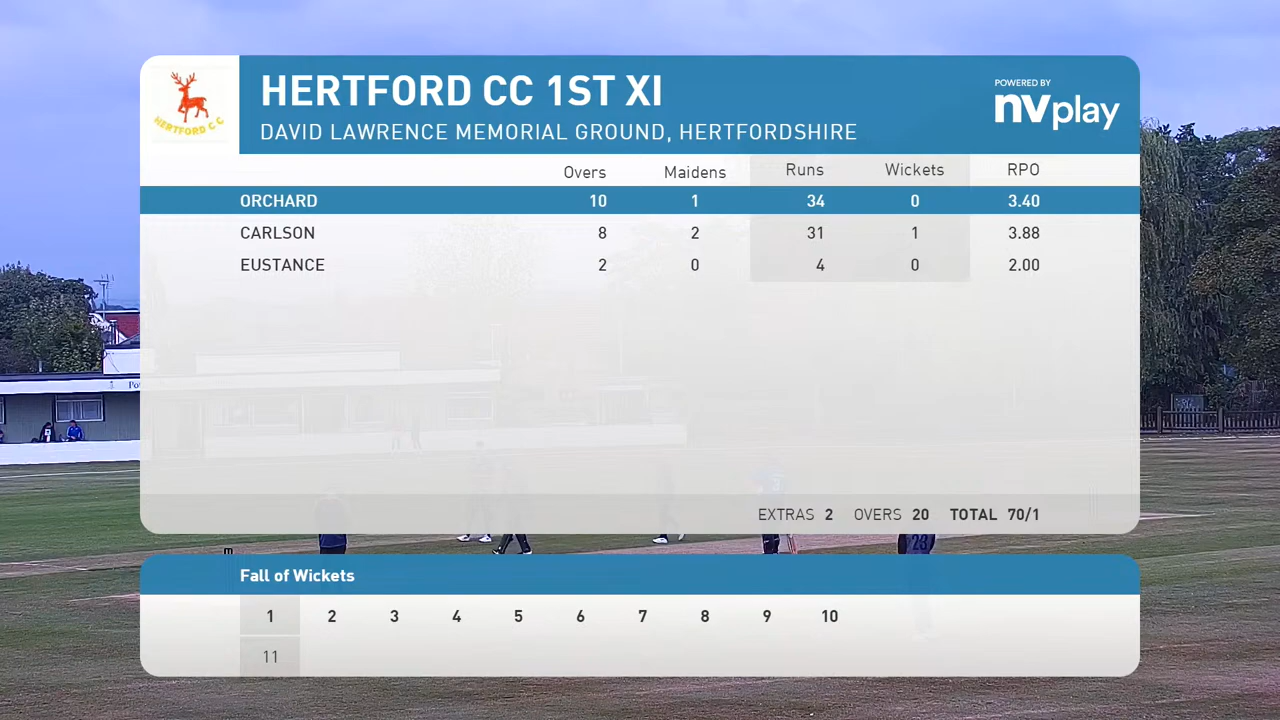 HERTFORD CC 1ST XI
DAVID LAWRENCE MEMORIAL GROUND, HERTFORDSHIRE
HERTFORD C C
POWERED BY
nvplay
Overs Maidens Runs Wickets RPO
ORCHARD 10 1 34 0 3.40
CARLSON 8 2 31 1 3.88
EUSTANCE 2 0 4 0 2.00
EXTRAS 2 OVERS 20 TOTAL 70/1
23
Fall of Wickets
1 2 3 4 5 6 7 8 9 10
11